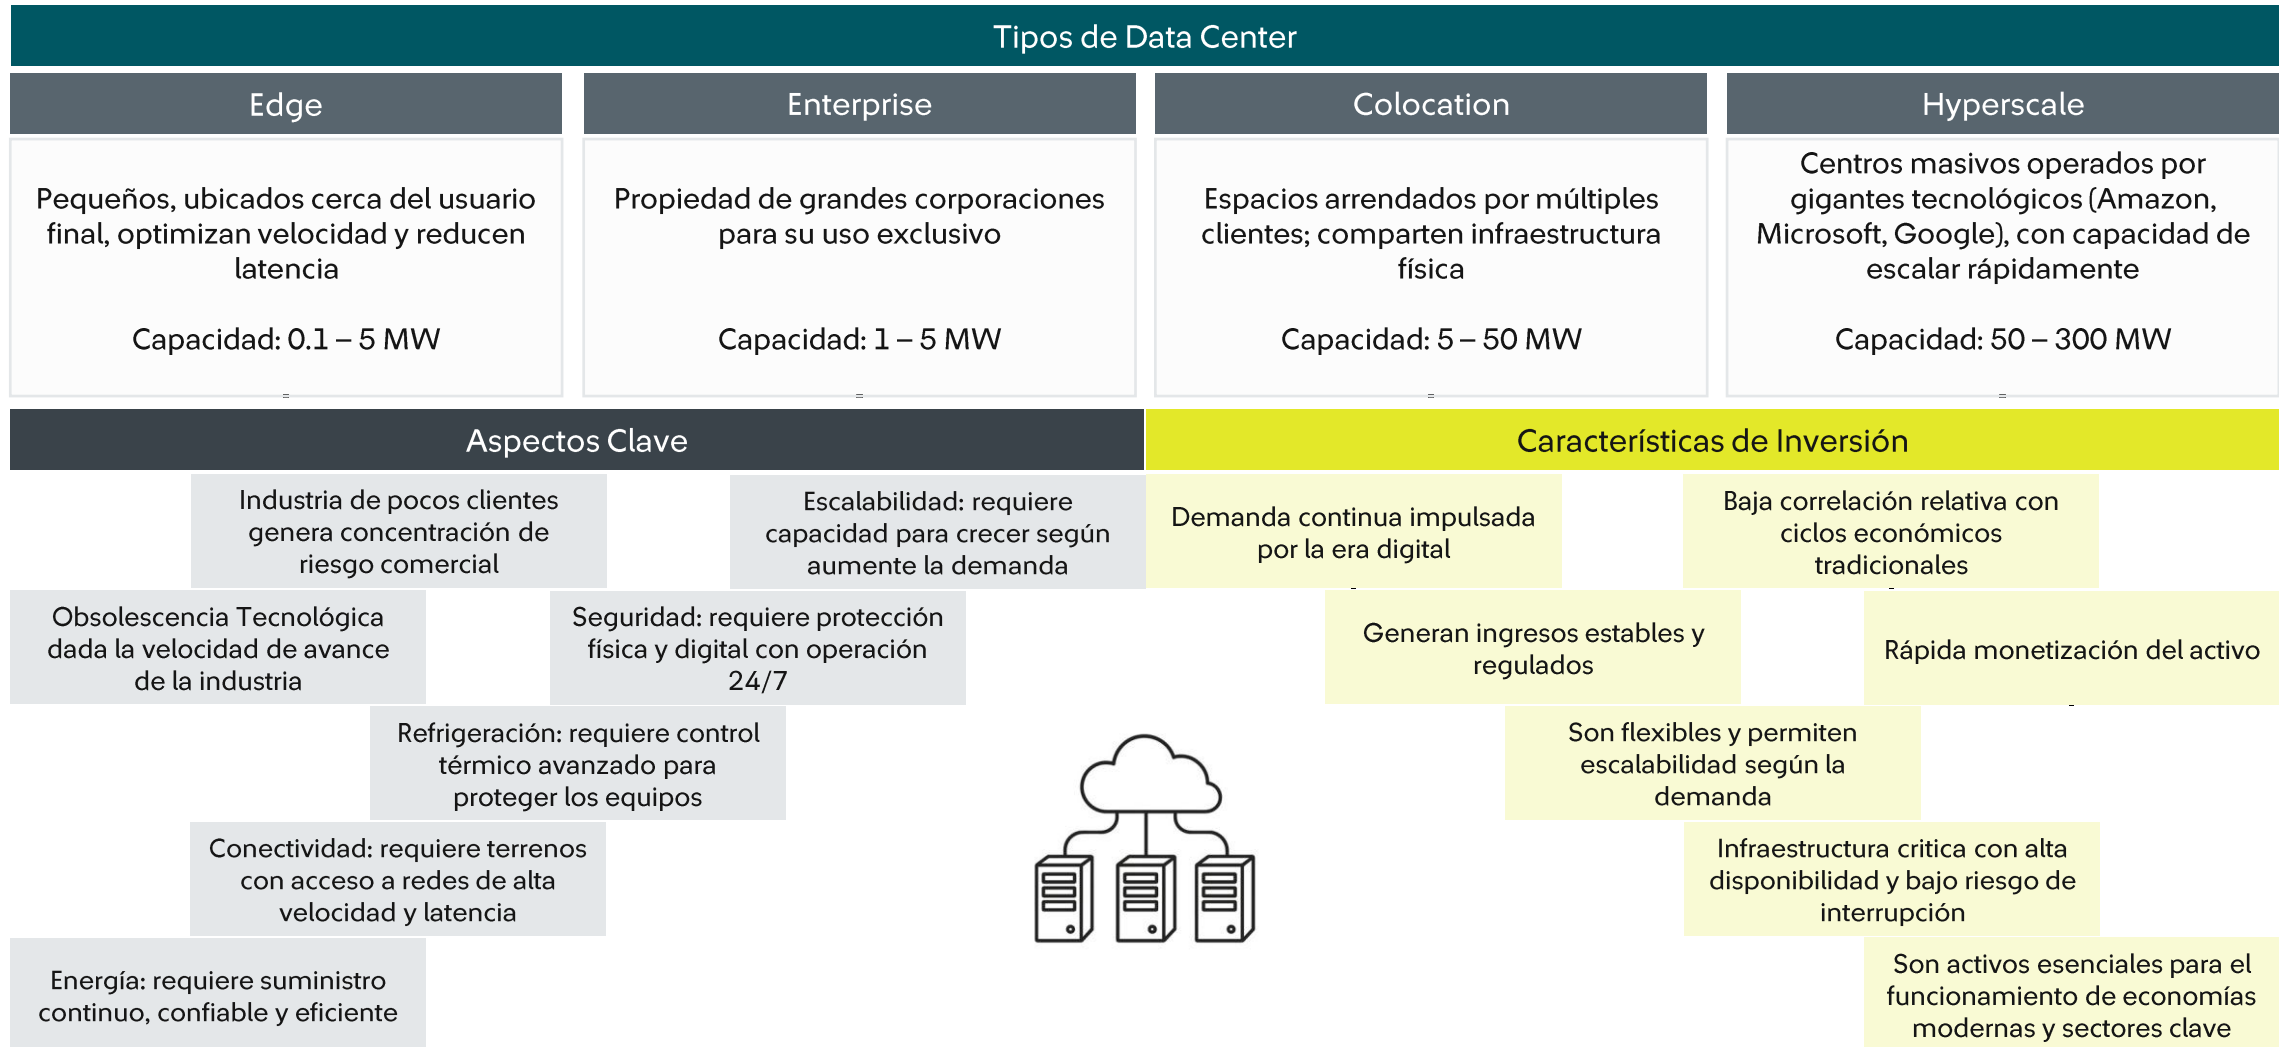 Tipos de Data Center
Edge
Pequeños, ubicados cerca del usuario
final, optimizan velocidad y reducen
latencia
Capacidad: 0.1 – 5 MW
Enterprise
Propiedad de grandes corporaciones
para su uso exclusivo
Capacidad: 1 – 5 MW
Colocation
Espacios arrendados por múltiples
clientes; comparten infraestructura
física
Capacidad: 5 – 50 MW
Hyperscale
Centros masivos operados por
gigantes tecnológicos (Amazon,
Microsoft, Google), con capacidad de
escalar rápidamente
Capacidad: 50 – 300 MW
Aspectos Clave
Industria de pocos clientes
genera concentración de
riesgo comercial
Escalabilidad: requiere
capacidad para crecer según
aumente la demanda
Obsolescencia Tecnológica
dada la velocidad de avance
de la industria
Seguridad: requiere protección
física y digital con operación
24/7
Refrigeración: requiere control
térmico avanzado para
proteger los equipos
Conectividad: requiere terrenos
con acceso a redes de alta
velocidad y latencia
Energía: requiere suministro
continuo, confiable y eficiente
Características de Inversión
Demanda continua impulsada
por la era digital
Baja correlación relativa con
ciclos económicos
tradicionales
Generan ingresos estables y
regulados
Rápida monetización del activo
Son flexibles y permiten
escalabilidad según la
demanda
Infraestructura critica con alta
disponibilidad y bajo riesgo de
interrupción
Son activos esenciales para el
funcionamiento de economías
modernas y sectores clave